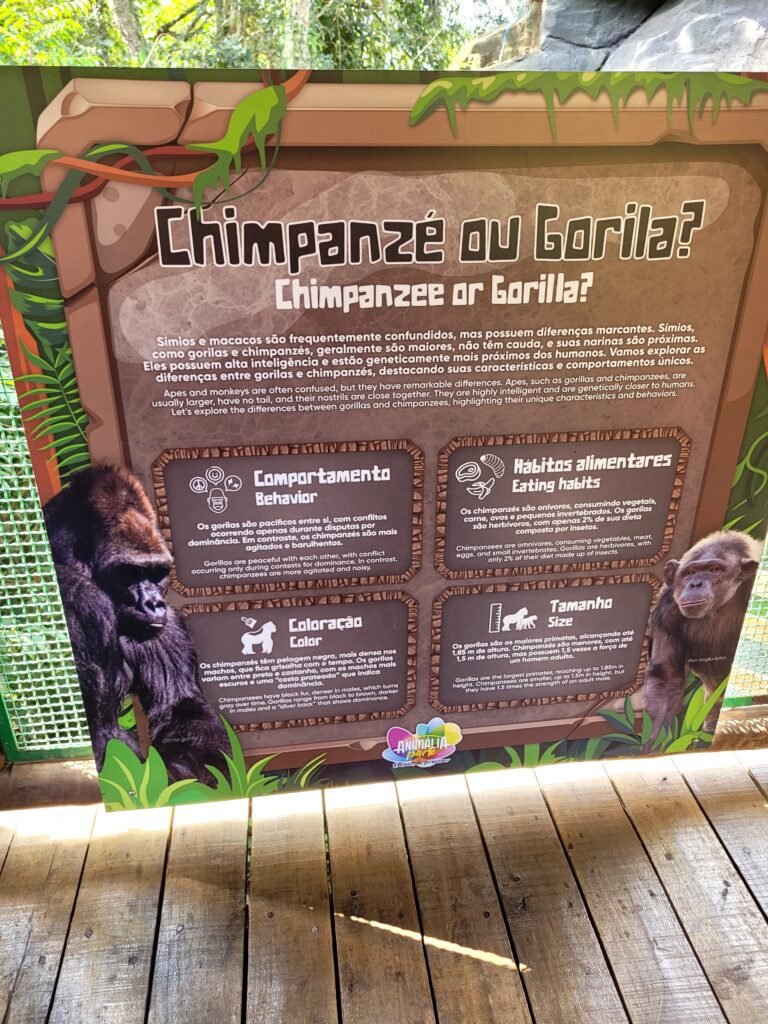 Chimpanzé ou Gorila?
Chimpanzee or Gorilla?
Símios e macacos são frequentemente confundidos, mas possuem diferenças marcantes. Símios,
como gorilas e chimpanzés, geralmente são maiores, não têm cauda, e suas narinas são próximas.
Eles possuem alta inteligência e estão geneticamente mais próximos dos humanos. Vamos explorar as
diferenças entre gorilas e chimpanzés, destacando suas características e comportamentos únicos.
Apes and monkeys are often confused, but they have remarkable differences. Apes, such as gorillas and chimpanzees, are
usually larger, have no tail, and their nostrils are close together. They are highly intelligent and are genetically closer to humans.
Let's explore the differences between gorillas and chimpanzees, highlighting their unique characteristics and behaviors.
Comportamento
Behavior
Os gorilas são pacíficos entre si, com conflitos
ocorrendo apenas durante disputas por
dominância. Em contraste, os chimpanzés são mais
agitados e barulhentos.
Gorillas are peaceful with each other, with conflict
occurring only during contests for dominance. In contrast,
chimpanzees are more agitated and noisy.
Hábitos alimentares
Eating habits
Os chimpanzés são onívoros, consumindo vegetais,
carne, ovos e pequenos invertebrados. Os gorilas
são herbívoros, com apenas 2% de sua dieta
composta por insetos.
Chimpanzees are omnivores, consuming vegetables, meat,
eggs, and small invertebrates. Gorillas are herbivores, with
only 2% of their diet made up of insects.
Coloração
Color
Os chimpanzés têm pelagem negra, mais densa nos
machos, que fica grisalha com o tempo. Os gorilas
variam entre preto e castanho, com os machos mais
escuros e uma "costa prateada" que indica
dominância.
Chimpanzees have black fur, denser in males, which turns
gray over time. Gorillas range from black to brown, darker
in males and a "silver back" that shows dominance.
Tamanho
Size
Os gorilas são os maiores primatas, alcançando até
1,85 m de altura. Chimpanzés são menores, com até
1,5 m de altura, mas possuem 1,5 vezes a força de
um homem adulto.
Gorillas are the largest primates, reaching up to 1.85m in
height. Chimpanzees are smaller, up to 1.5m in height, but
they have 1.5 times the strength of an adult male.
Pan troglodytes
gorilla
ANIMÁLIA
park